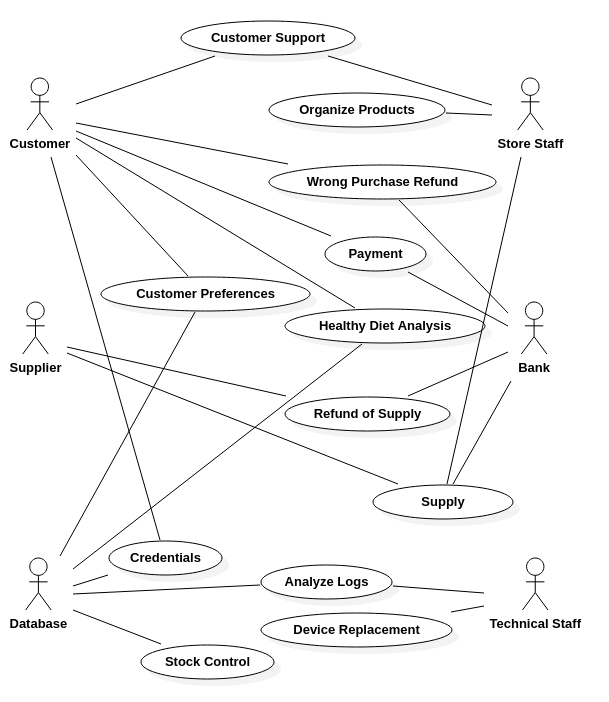 Customer Support
Organize Products
Customer
Store Staff
Wrong Purchase Refund
Payment
Customer Preferences
Healthy Diet Analysis
Supplier
Bank
Refund of Supply
Supply
Credentials
Analyze Logs
Database
Device Replacement
Technical Staff
Stock Control